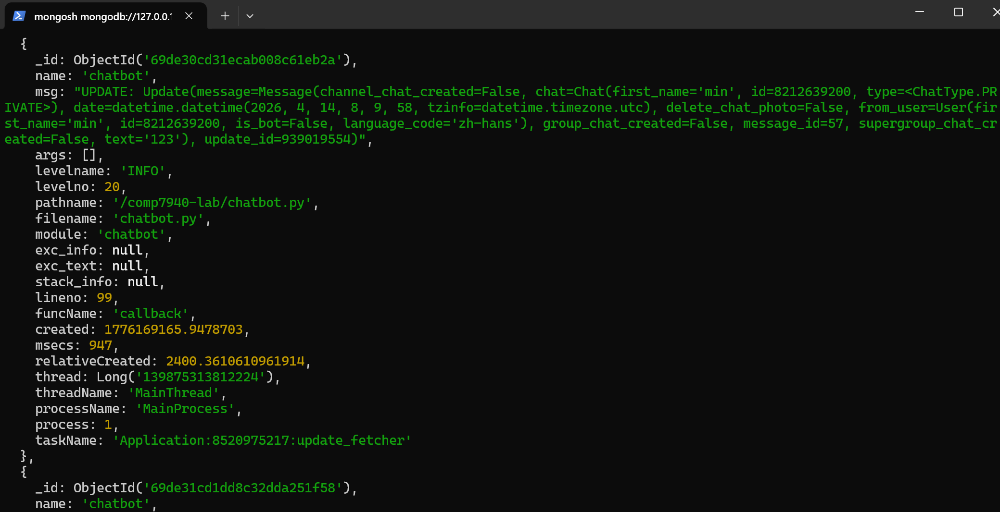 mongosh mongodb://127.0.0.1
{
_id: ObjectId('69de30cd31ecab008c61eb2a'),
name: 'chatbot',
msg: "UPDATE: Update(message=Message(channel_chat_created=False, chat=Chat(first_name='min', id=8212639200, type=<ChatType.PR
IVATE>), date=datetime.datetime(2026, 4, 14, 8, 9, 58, tzinfo=datetime.timezone.utc), delete_chat_photo=False, from_user=User(fir
st_name='min', id=8212639200, is_bot=False, language_code='zh-hans'), group_chat_created=False, message_id=57, supergroup_chat_cr
eated=False, text='123'), update_id=939019554)",
args: [],
levelname: 'INFO',
levelno: 20,
pathname: '/comp7940-lab/chatbot.py',
filename: 'chatbot.py',
module: 'chatbot',
exc_info: null,
exc_text: null,
stack_info: null,
lineno: 99,
funcName: 'callback',
created: 1776169165.9478703,
msecs: 947,
relativeCreated: 2400.3610610961914,
thread: Long('139875313812224'),
threadName: 'MainThread',
processName: 'MainProcess',
process: 1,
taskName: 'Application:8520975217:update_fetcher'
},
{
_id: ObjectId('69de31cd1dd8c32dda251f58'),
name: 'chatbot',